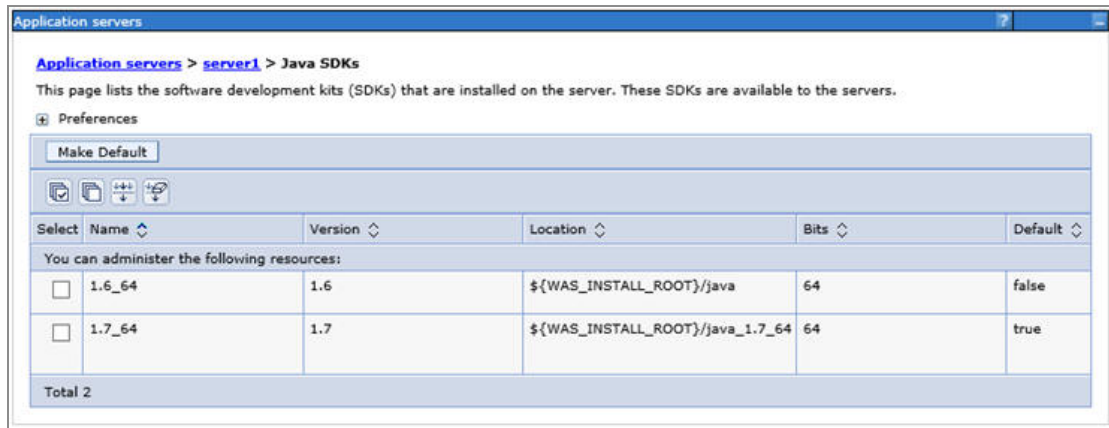 Application servers
?
Application servers > server1 > Java SDKs
This page lists the software development kits (SDKs) that are installed on the server. These SDKs are available to the servers.
Preferences
Make Default
Select Name Version Location Bits Default
You can administer the following resources:
1.6_64 1.6 ${WAS_INSTALL_ROOT}/java 64 false
1.7_64 1.7 ${WAS_INSTALL_ROOT}/java_1.7_64 64 true
Total 2